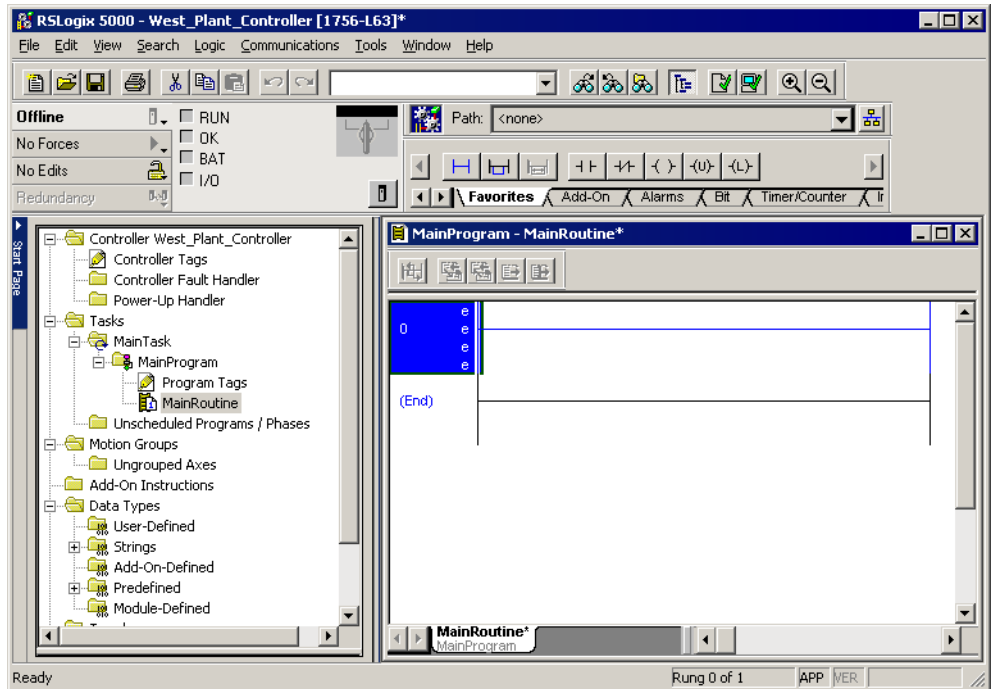 RSLogix 5000 - West_Plant_Controller [1756-L63]*
File Edit View Search Logic Communications Tools Window Help
Offline
RUN
No Forces
OK
No Edits
BAT
Redundancy
I/O
Path: <none>
Favorites Add-On Alarms Bit Timer/Counter
Start Page
Controller West_Plant_Controller
Controller Tags
Controller Fault Handler
Power-Up Handler
Tasks
MainTask
MainProgram
Program Tags
MainRoutine
Unscheduled Programs / Phases
Motion Groups
Ungrouped Axes
Add-On Instructions
Data Types
User-Defined
Strings
Add-On-Defined
Predefined
Module-Defined
MainProgram - MainRoutine*
e
0 e
e
e
(End)
MainRoutine*
MainProgram
Ready
Rung 0 of 1 APP VER